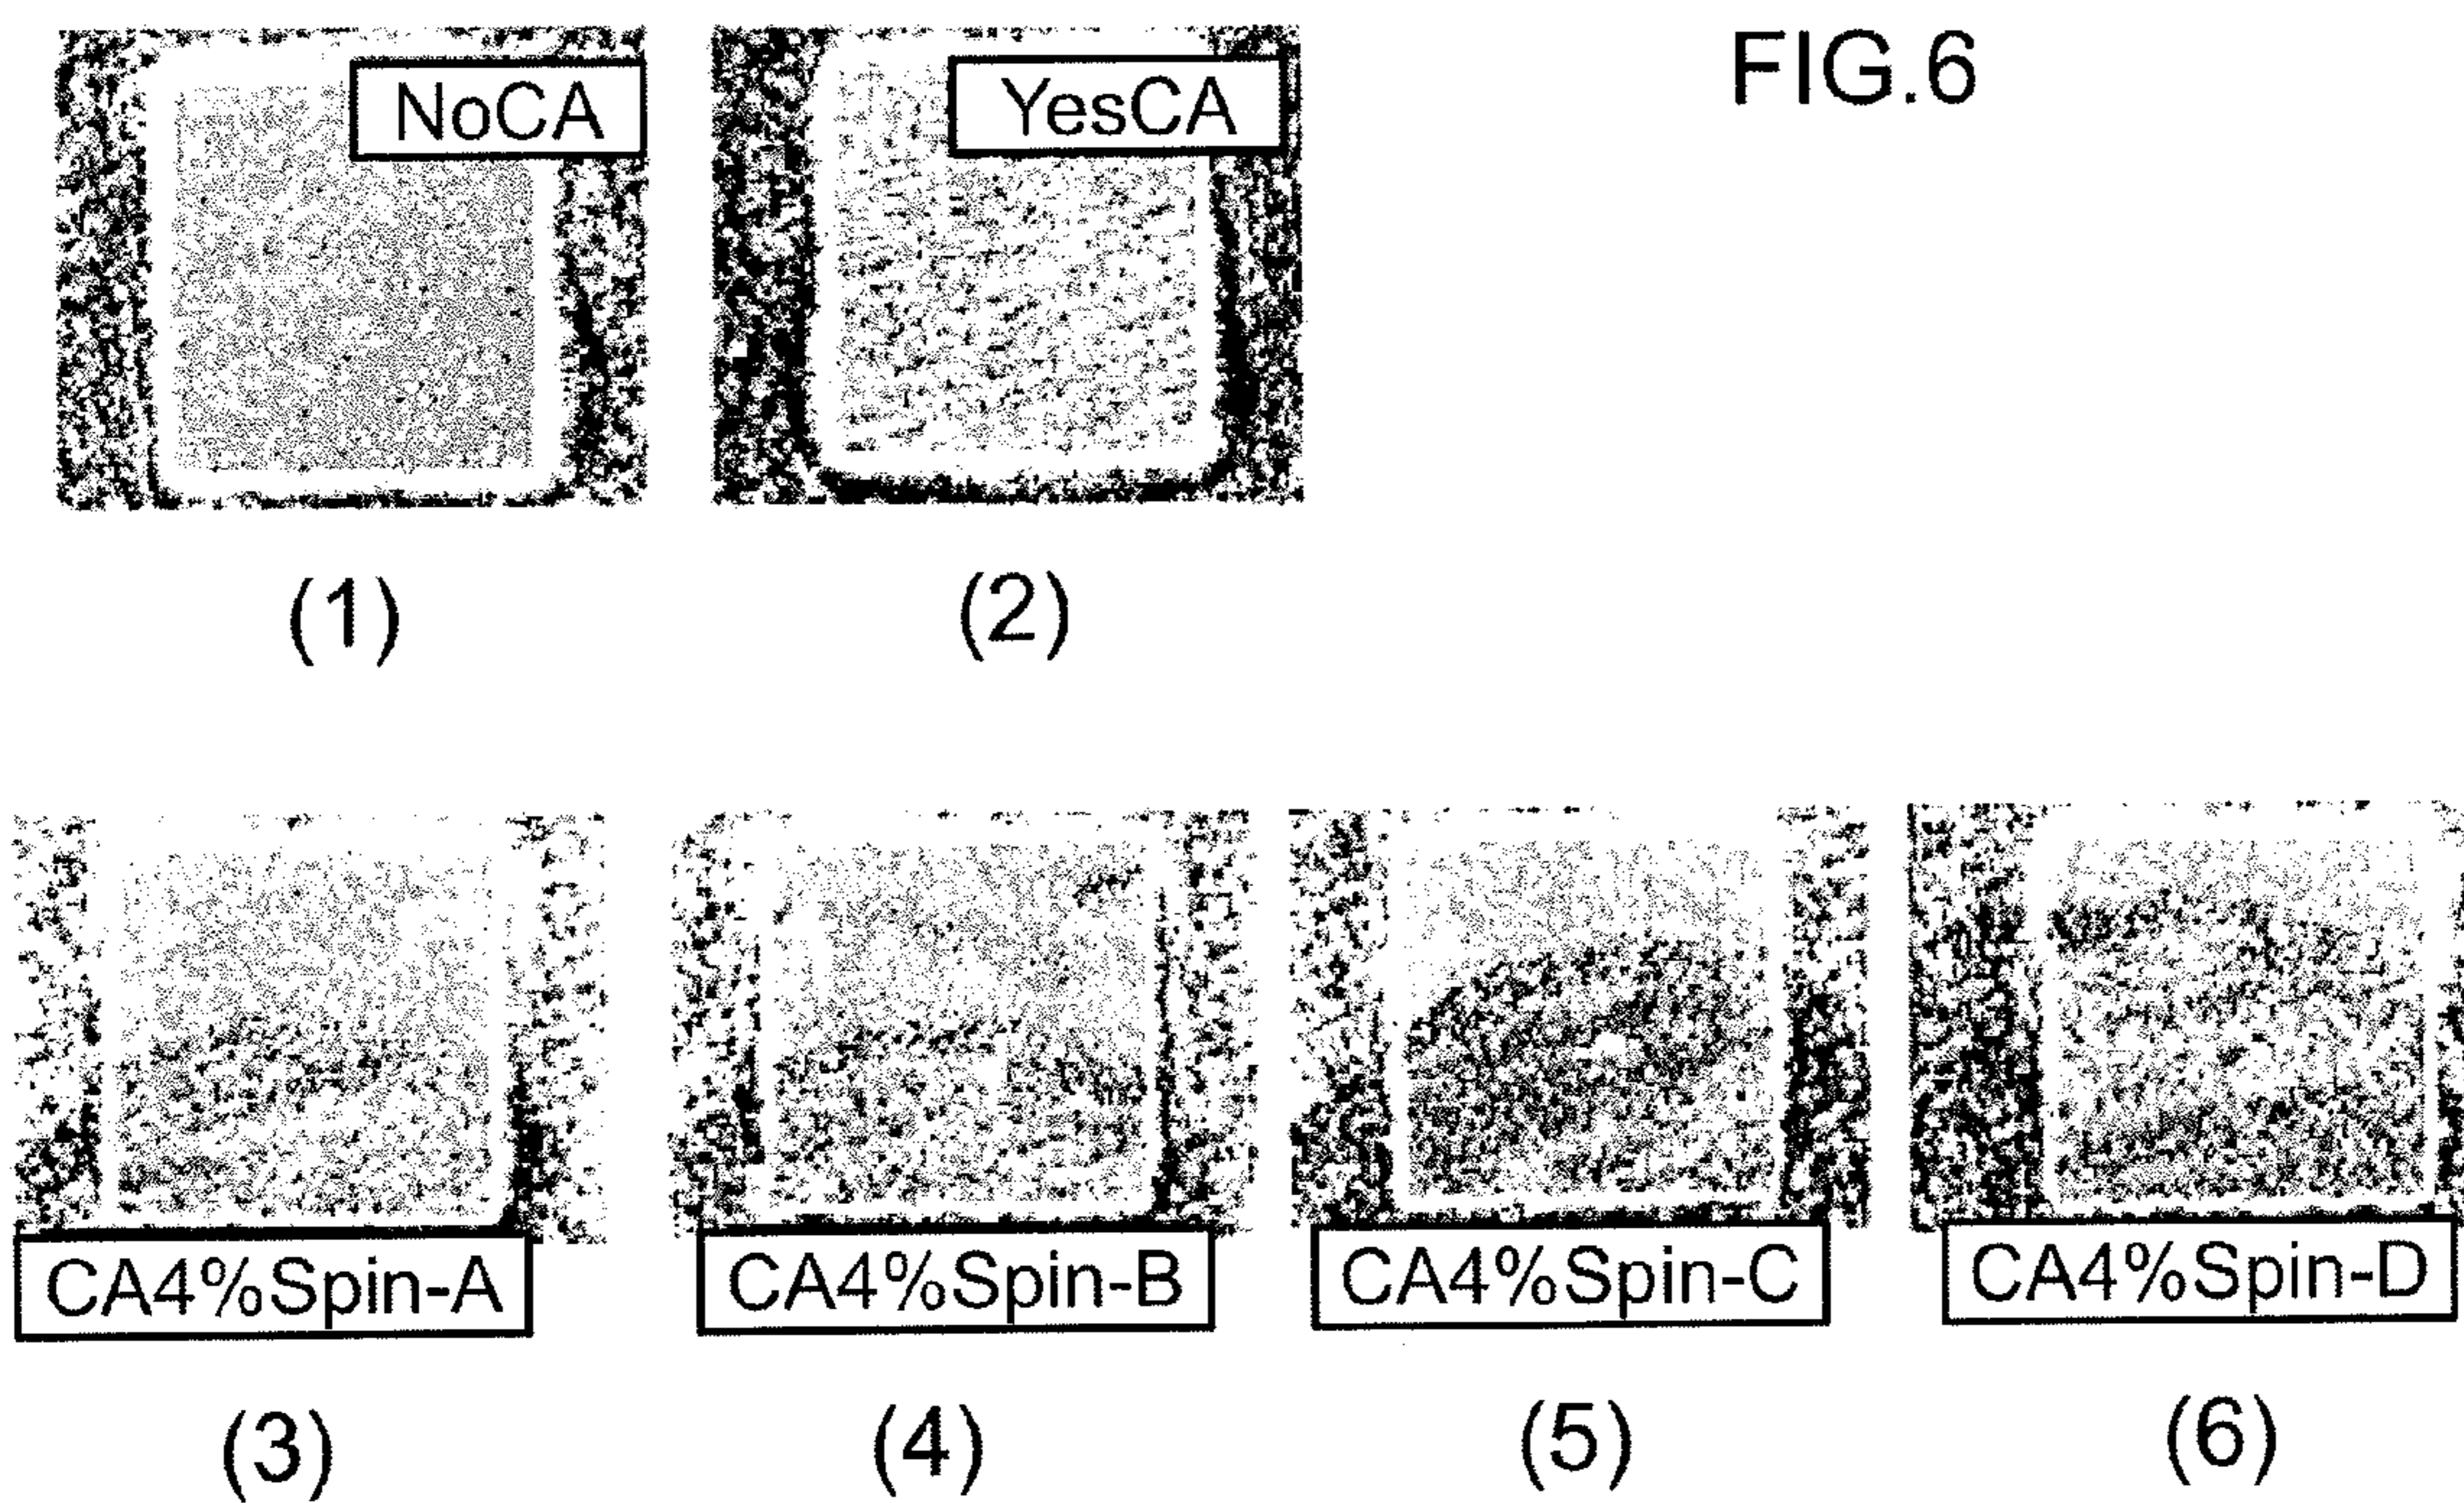 FIG.6
NoCA
YesCA
(1)
(2)
CA4%Spin-A
CA4%Spin-B
CA4%Spin-C
CA4%Spin-D
(3)
(4)
(5)
(6)